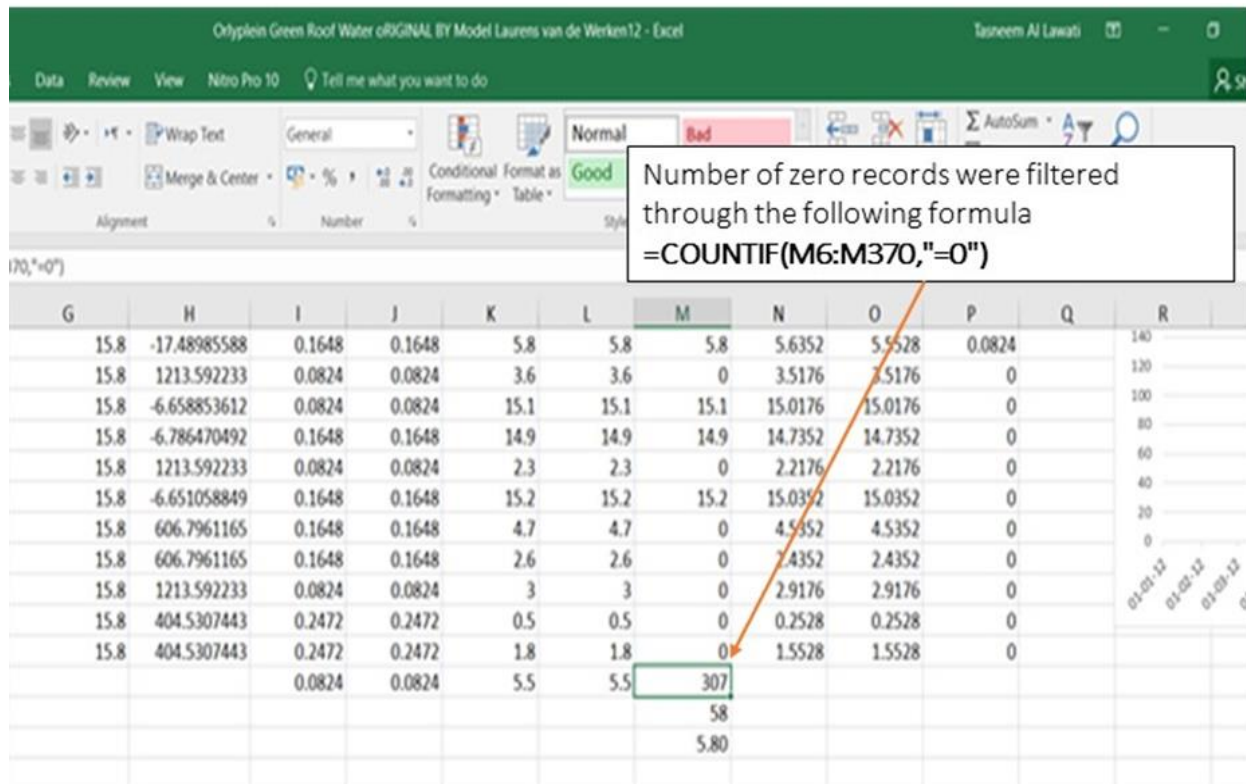 Orlyplein Green Roof Water oRIGINAL BY Model Laurens van de Werken12 - Excel Tasneem Al Lawati
Data Review View Nitro Pro 10 Tell me what you want to do
Wrap Text General Normal Bad AutoSum
Merge & Center % Conditional Formatting Format as Table Good
Alignment Number
Number of zero records were filtered
through the following formula
=COUNTIF(M6:M370,"=0")
370,"=0")
G H I J K L M N O P Q R
15.8 -17.48985588 0.1648 0.1648 5.8 5.8 5.8 5.6352 5.5528 0.0824
15.8 1213.592233 0.0824 0.0824 3.6 3.6 0 3.5176 3.5176 0
15.8 -6.658853612 0.0824 0.0824 15.1 15.1 15.1 15.0176 15.0176 0
15.8 -6.786470492 0.1648 0.1648 14.9 14.9 14.9 14.7352 14.7352 0
15.8 1213.592233 0.0824 0.0824 2.3 2.3 0 2.2176 2.2176 0
15.8 -6.651058849 0.1648 0.1648 15.2 15.2 15.2 15.0352 15.0352 0
15.8 606.7961165 0.1648 0.1648 4.7 4.7 0 4.5352 4.5352 0
15.8 606.7961165 0.1648 0.1648 2.6 2.6 0 2.4352 2.4352 0
15.8 1213.592233 0.0824 0.0824 3 3 0 2.9176 2.9176 0
15.8 404.5307443 0.2472 0.2472 0.5 0.5 0 0.2528 0.2528 0
15.8 404.5307443 0.2472 0.2472 1.8 1.8 0 1.5528 1.5528 0
0.0824 0.0824 5.5 5.5 307
58
5.80
140
120
100
80
60
40
20
0
01-01-12 01-02-12 01-03-12